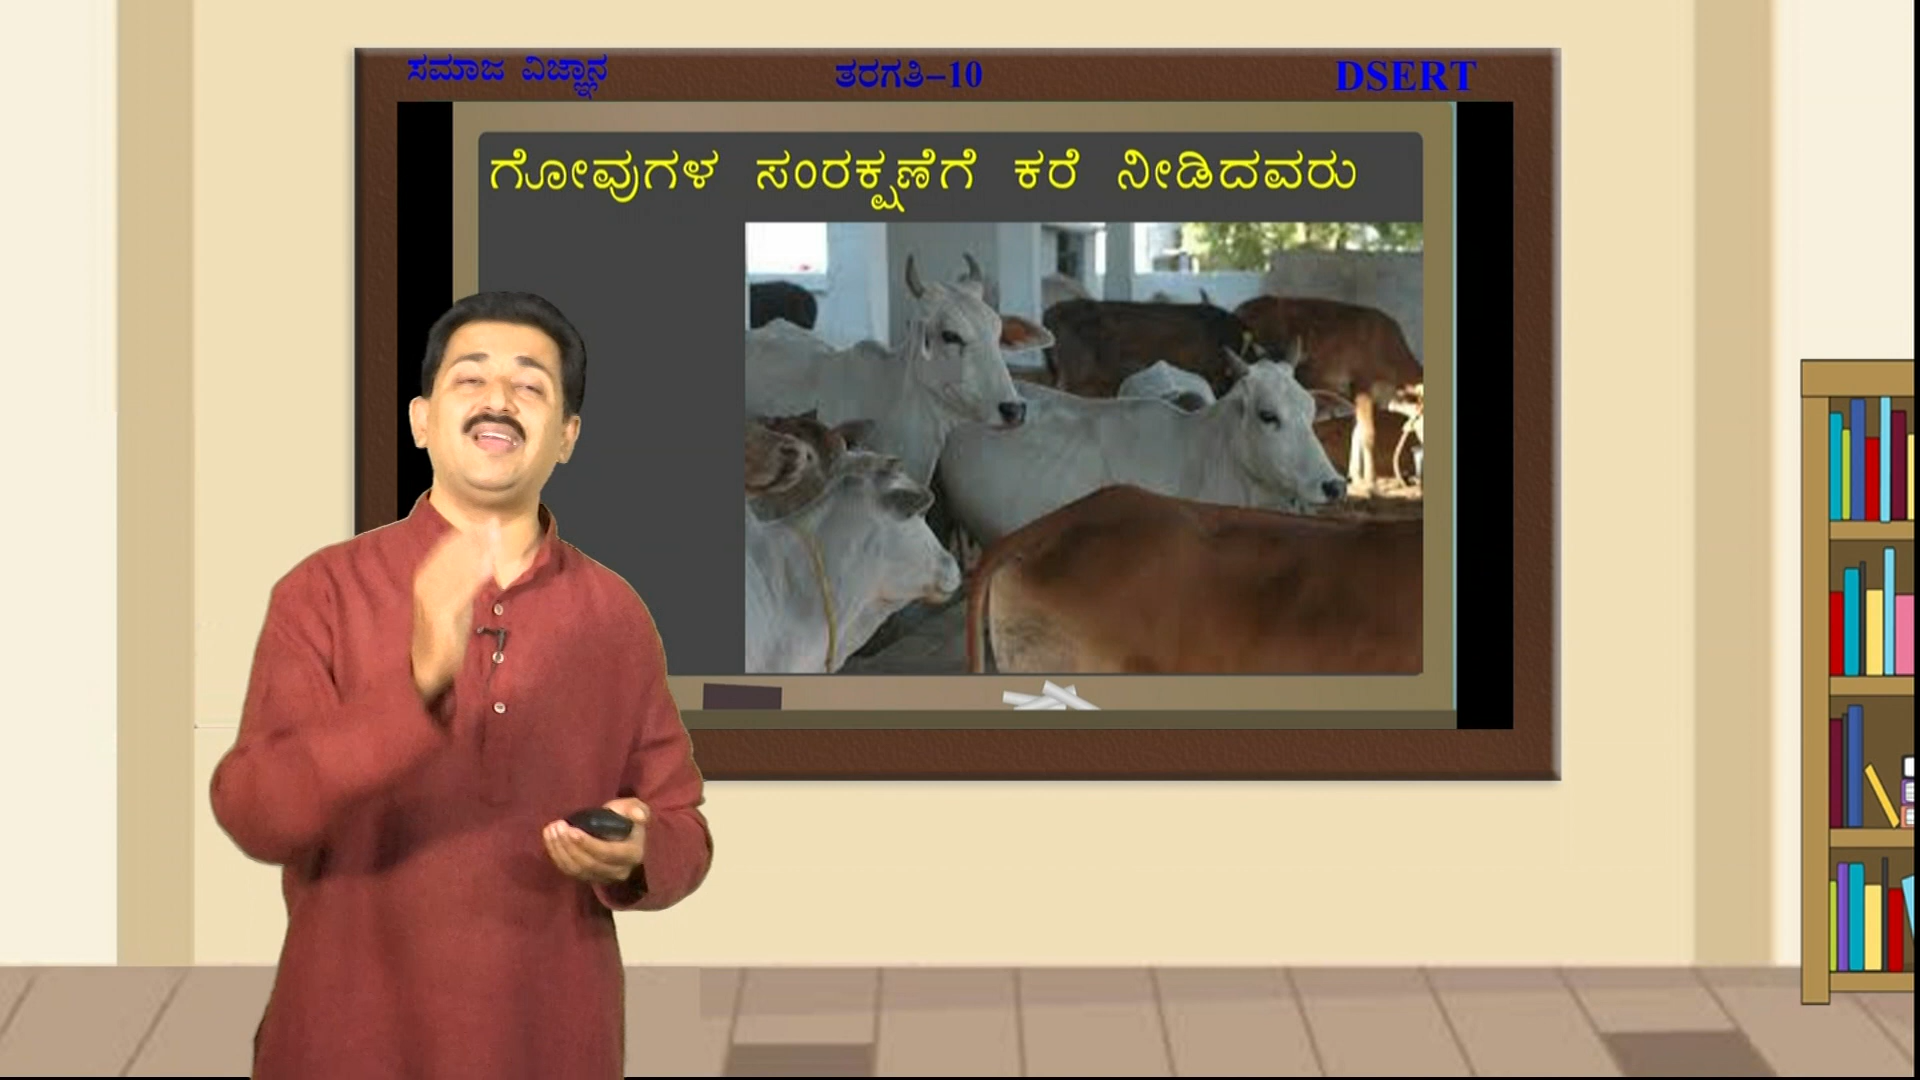 ಸಮಾಜ ವಿಜ್ಞಾನ ತರಗತಿ–10 DSERT
ಗೋವುಗಳ ಸಂರಕ್ಷಣೆಗೆ ಕರೆ ನೀಡಿದವರು